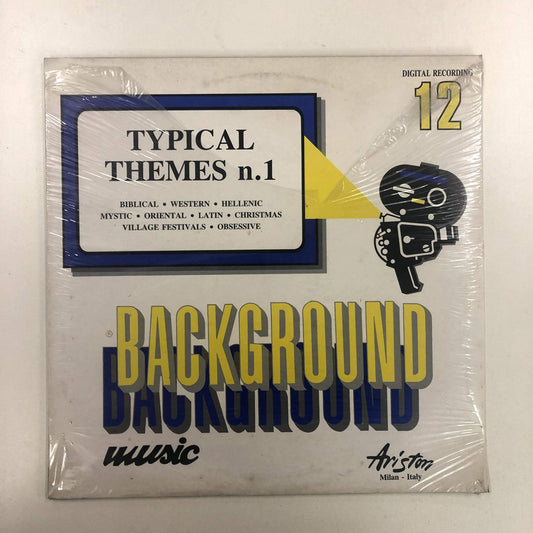 DIGITAL RECORDING
12
TYPICAL
THEMES n.1
BIBLICAL • WESTERN • HELLENIC
MYSTIC • ORIENTAL • LATIN • CHRISTMAS
VILLAGE FESTIVALS • OBSESSIVE
BACKGROUND
BACKGROUND
music
Ariston
Milan - Italy